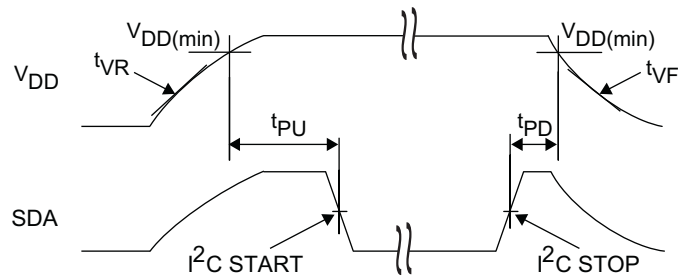 VDD(min)
VDD(min)
tVR
tVF
VDD
tPU
tPD
SDA
I²C START
I²C STOP